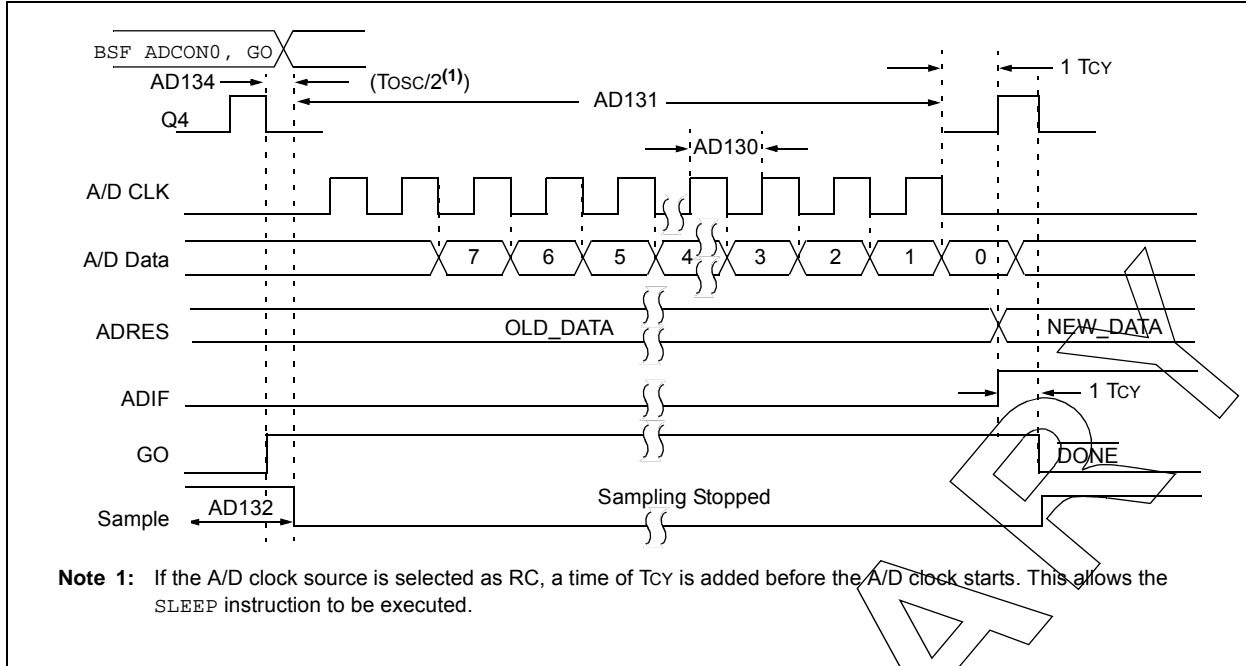 BSF ADCON0, GO
AD134
(TOSC/2(1))
1 TCY
AD131
Q4
AD130
A/D CLK
A/D Data
7 6 5 4 3 2 1 0
ADRES
OLD_DATA
NEW_DATA
ADIF
1 TCY
GO
DONE
Sample
AD132
Sampling Stopped
Note 1: If the A/D clock source is selected as RC, a time of TCY is added before the A/D clock starts. This allows the
SLEEP instruction to be executed.